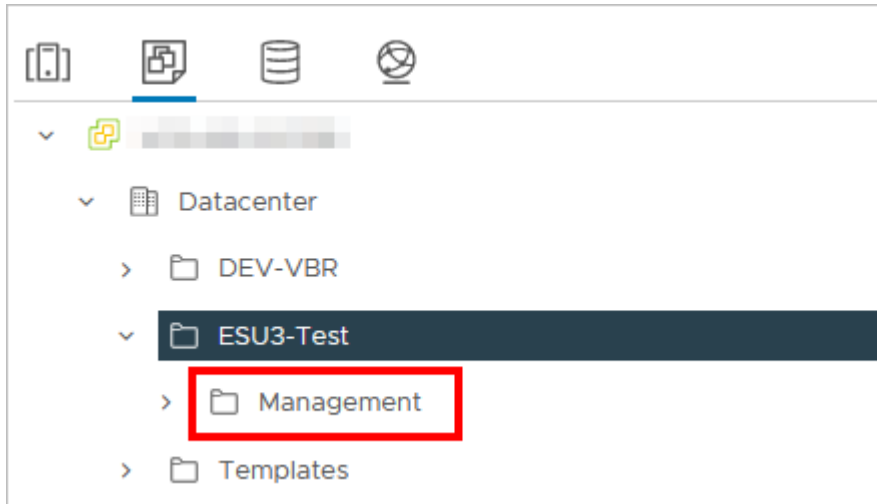 Datacenter
DEV-VBR
ESU3-Test
Management
Templates